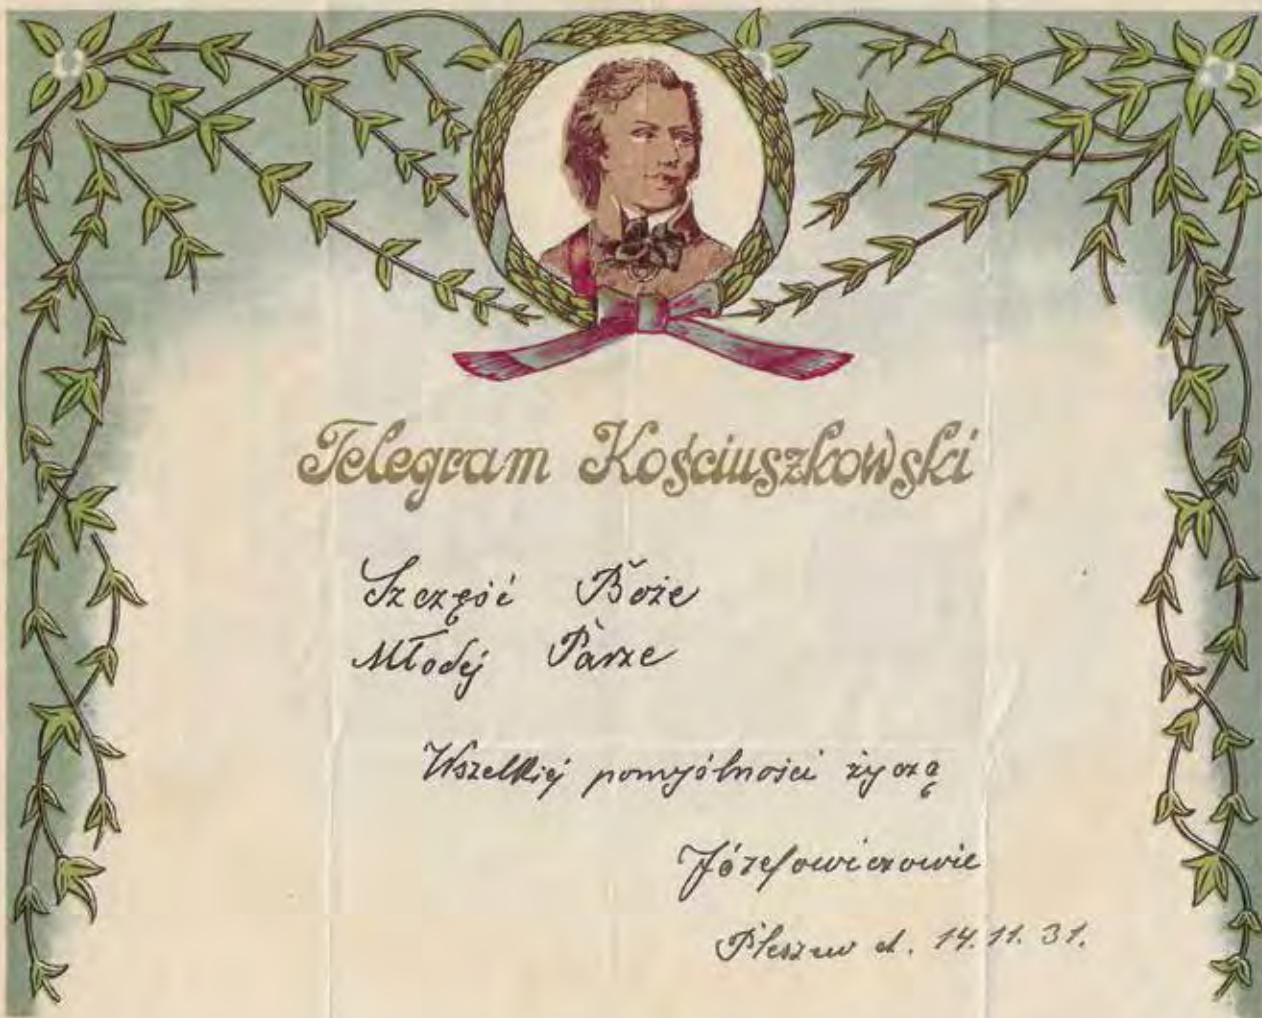 Telegram Kościuszkowski
Szczęść Boże
Młodej Parze
Wszelkiej pomyślności życzą
Józefowiczowie
Pleszew d. 14.11.31.